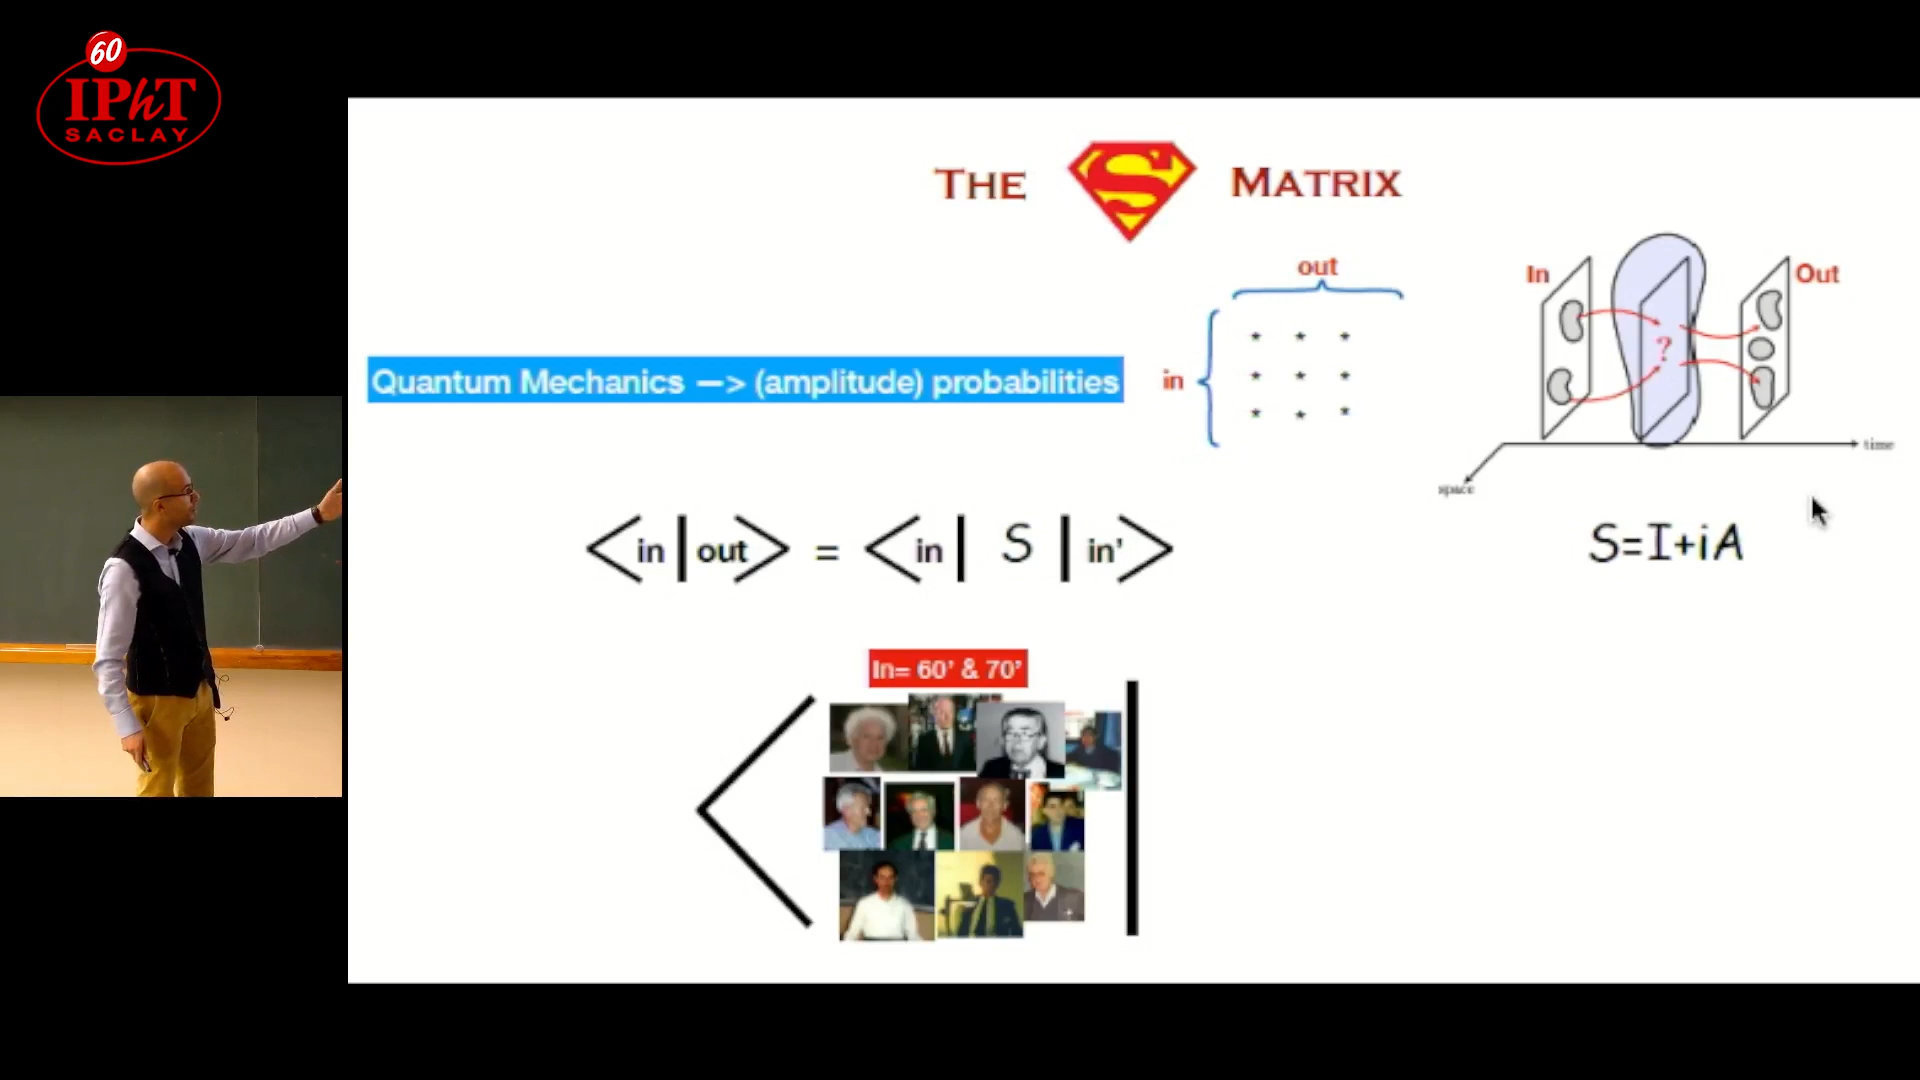 60
IPhT
SACLAY
THE S MATRIX
out
In
Out
?
Quantum Mechanics —> (amplitude) probabilities
in
* * *
* * *
* * *
time
space
<in|out> = <in| S |in'>
S=I+iA
In= 60' & 70'